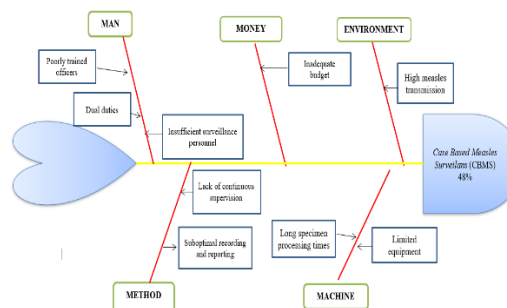 MAN
MONEY
ENVIRONMENT
Poorly trained
officers
Inadequate
budget
High measles
transmission
Dual duties
Insufficient surveillance
personnel
Case Based Measles
Surveilans (CBMS)
48%
Lack of continuous
supervision
Suboptimal recording
and reporting
Long specimen
processing times
Limited
equipment
METHOD
MACHINE